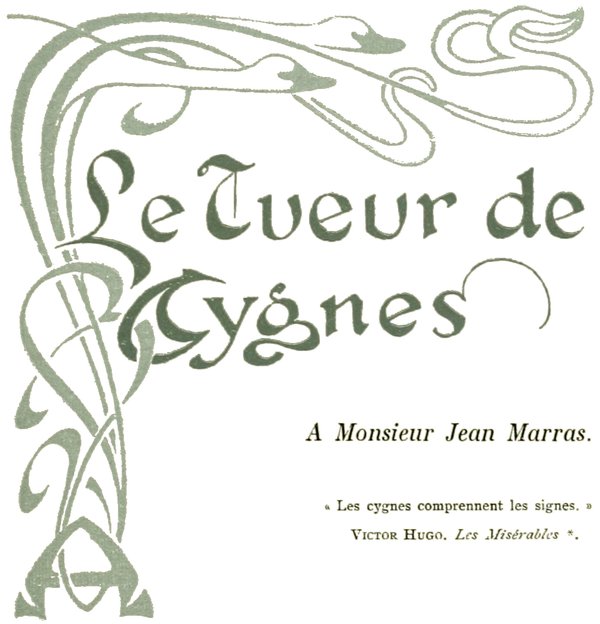 Le Tueur de
Cygnes
A Monsieur Jean Marras.
« Les cygnes comprennent les signes. »
VICTOR HUGO. Les Misérables *.